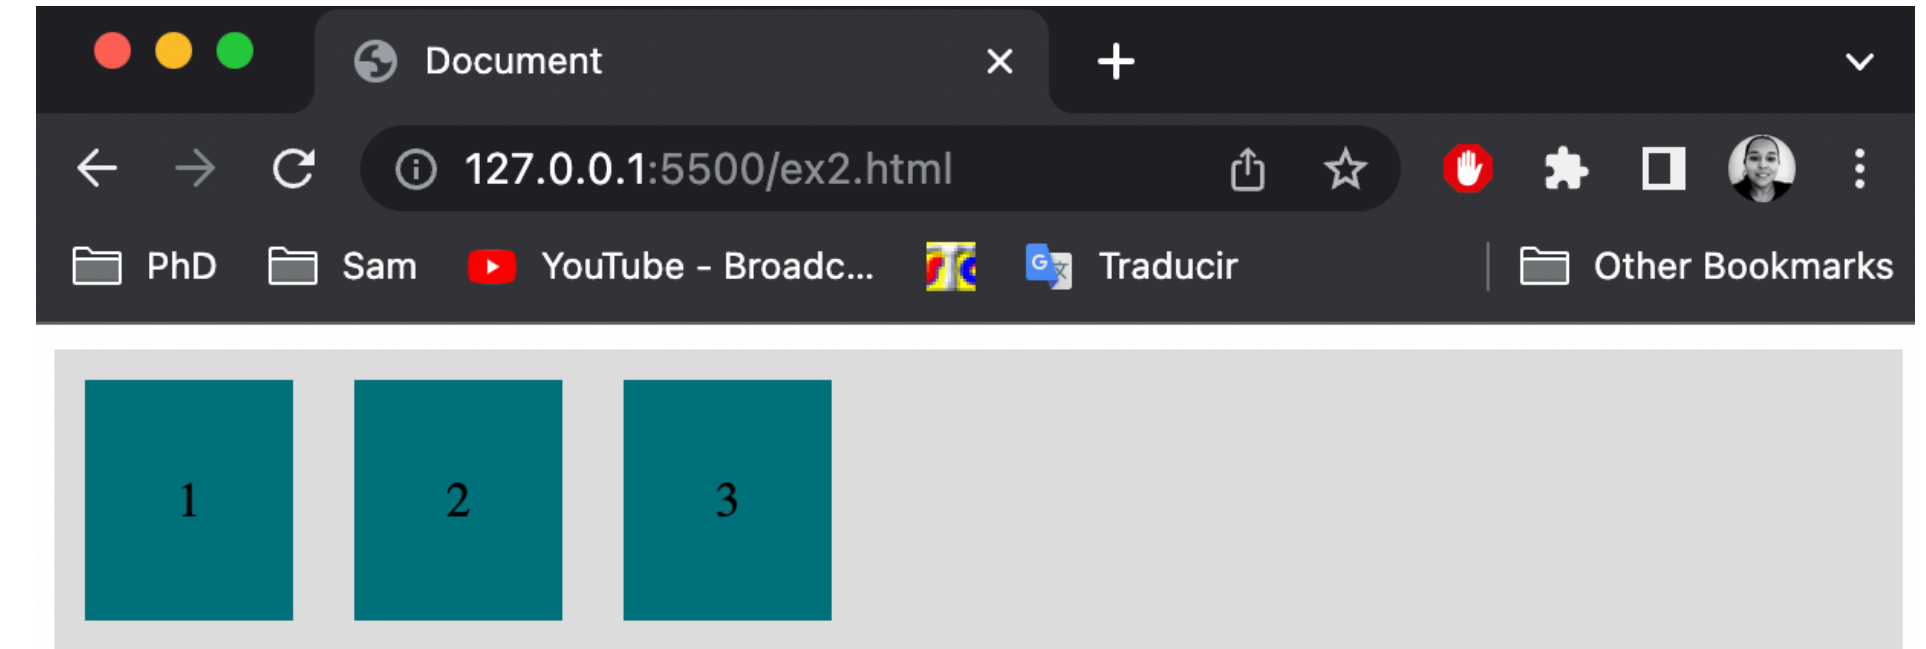 Document
127.0.0.1:5500/ex2.html
PhD Sam YouTube - Broadc... Traducir Other Bookmarks
1 2 3